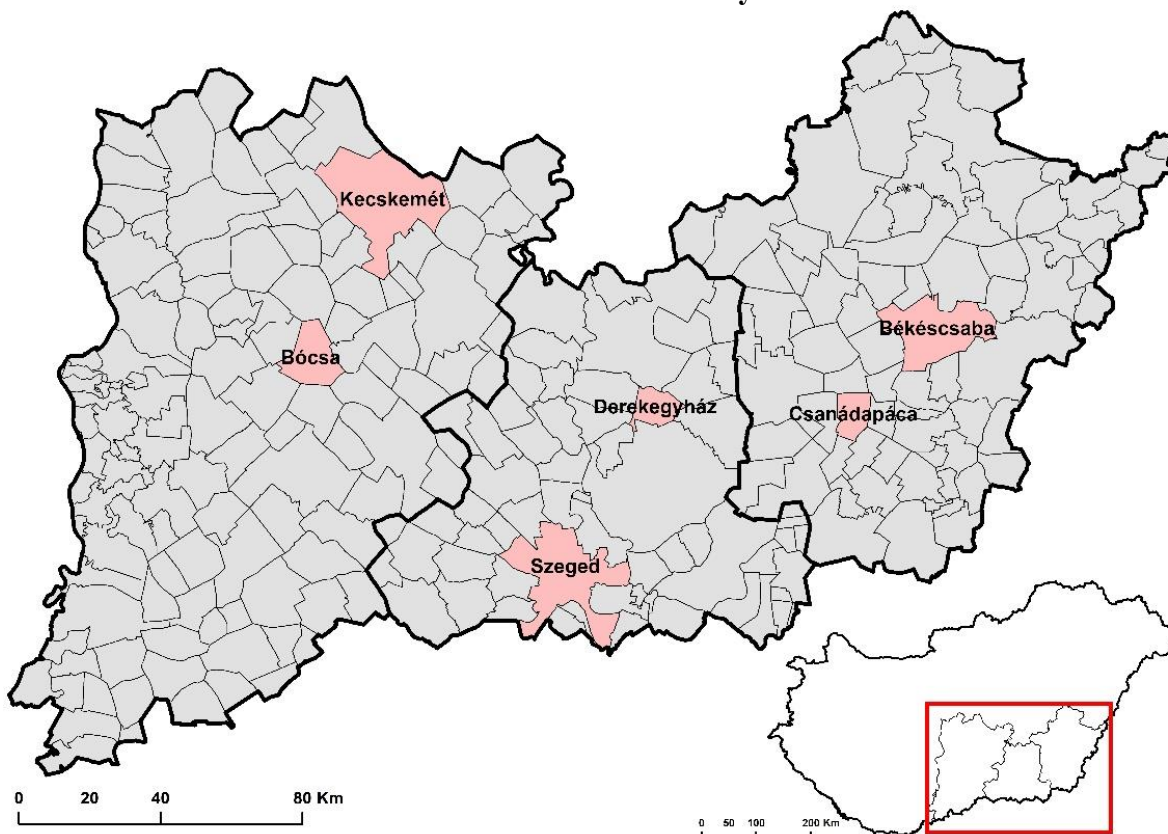 Kecskemét
Békéscsaba
Bócsa
Derekegyház
Csanádapáca
Szeged
0 20 40 80 Km
0 50 100 200 Km